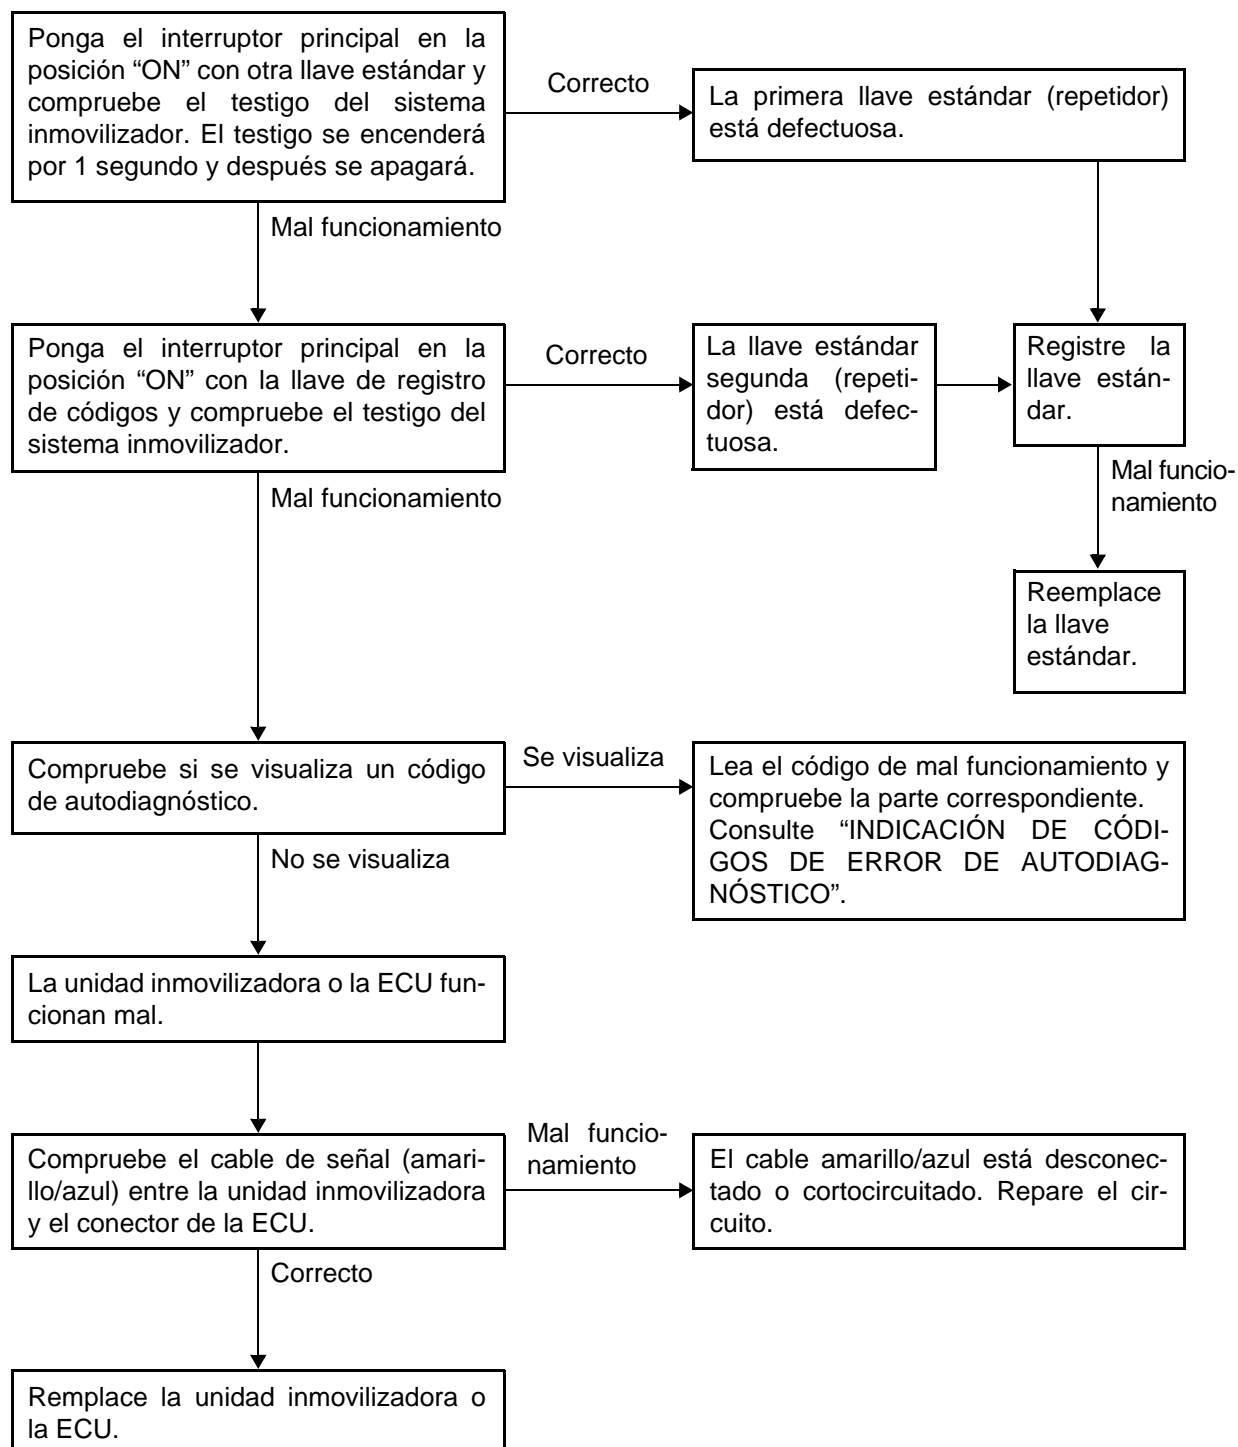 Ponga el interruptor principal en la
posición “ON” con otra llave estándar y
compruebe el testigo del sistema
inmovilizador. El testigo se encenderá
por 1 segundo y después se apagará.
Correcto
La primera llave estándar (repetidor)
está defectuosa.
Mal funcionamiento
Ponga el interruptor principal en la
posición “ON” con la llave de registro
de códigos y compruebe el testigo del
sistema inmovilizador.
Correcto
La llave estándar
segunda (repeti-
dor) está defec-
tuosa.
Registre la
llave están-
dar.
Mal funcionamiento
Mal funcio-
namiento
Reemplace
la llave
estándar.
Compruebe si se visualiza un código
de autodiagnóstico.
Se visualiza
Lea el código de mal funcionamiento y
compruebe la parte correspondiente.
Consulte “INDICACIÓN DE CÓDI-
GOS DE ERROR DE AUTODIAG-
NÓSTICO”.
No se visualiza
La unidad inmovilizadora o la ECU fun-
cionan mal.
Compruebe el cable de señal (amari-
llo/azul) entre la unidad inmovilizadora
y el conector de la ECU.
Mal funcio-
namiento
El cable amarillo/azul está desconec-
tado o cortocircuitado. Repare el cir-
cuito.
Correcto
Remplace la unidad inmovilizadora o
la ECU.